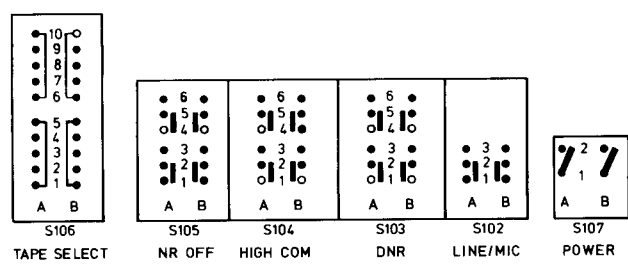 10
9
8
7
6
5
4
3
2
1
A B
S106
TAPE SELECT
6
5
4
3
2
1
A B
S105
NR OFF
6
5
4
3
2
1
A B
S104
HIGH COM
6
5
4
3
2
1
A B
S103
DNR
3
2
1
A B
S102
LINE/MIC
2
1
A B
S107
POWER